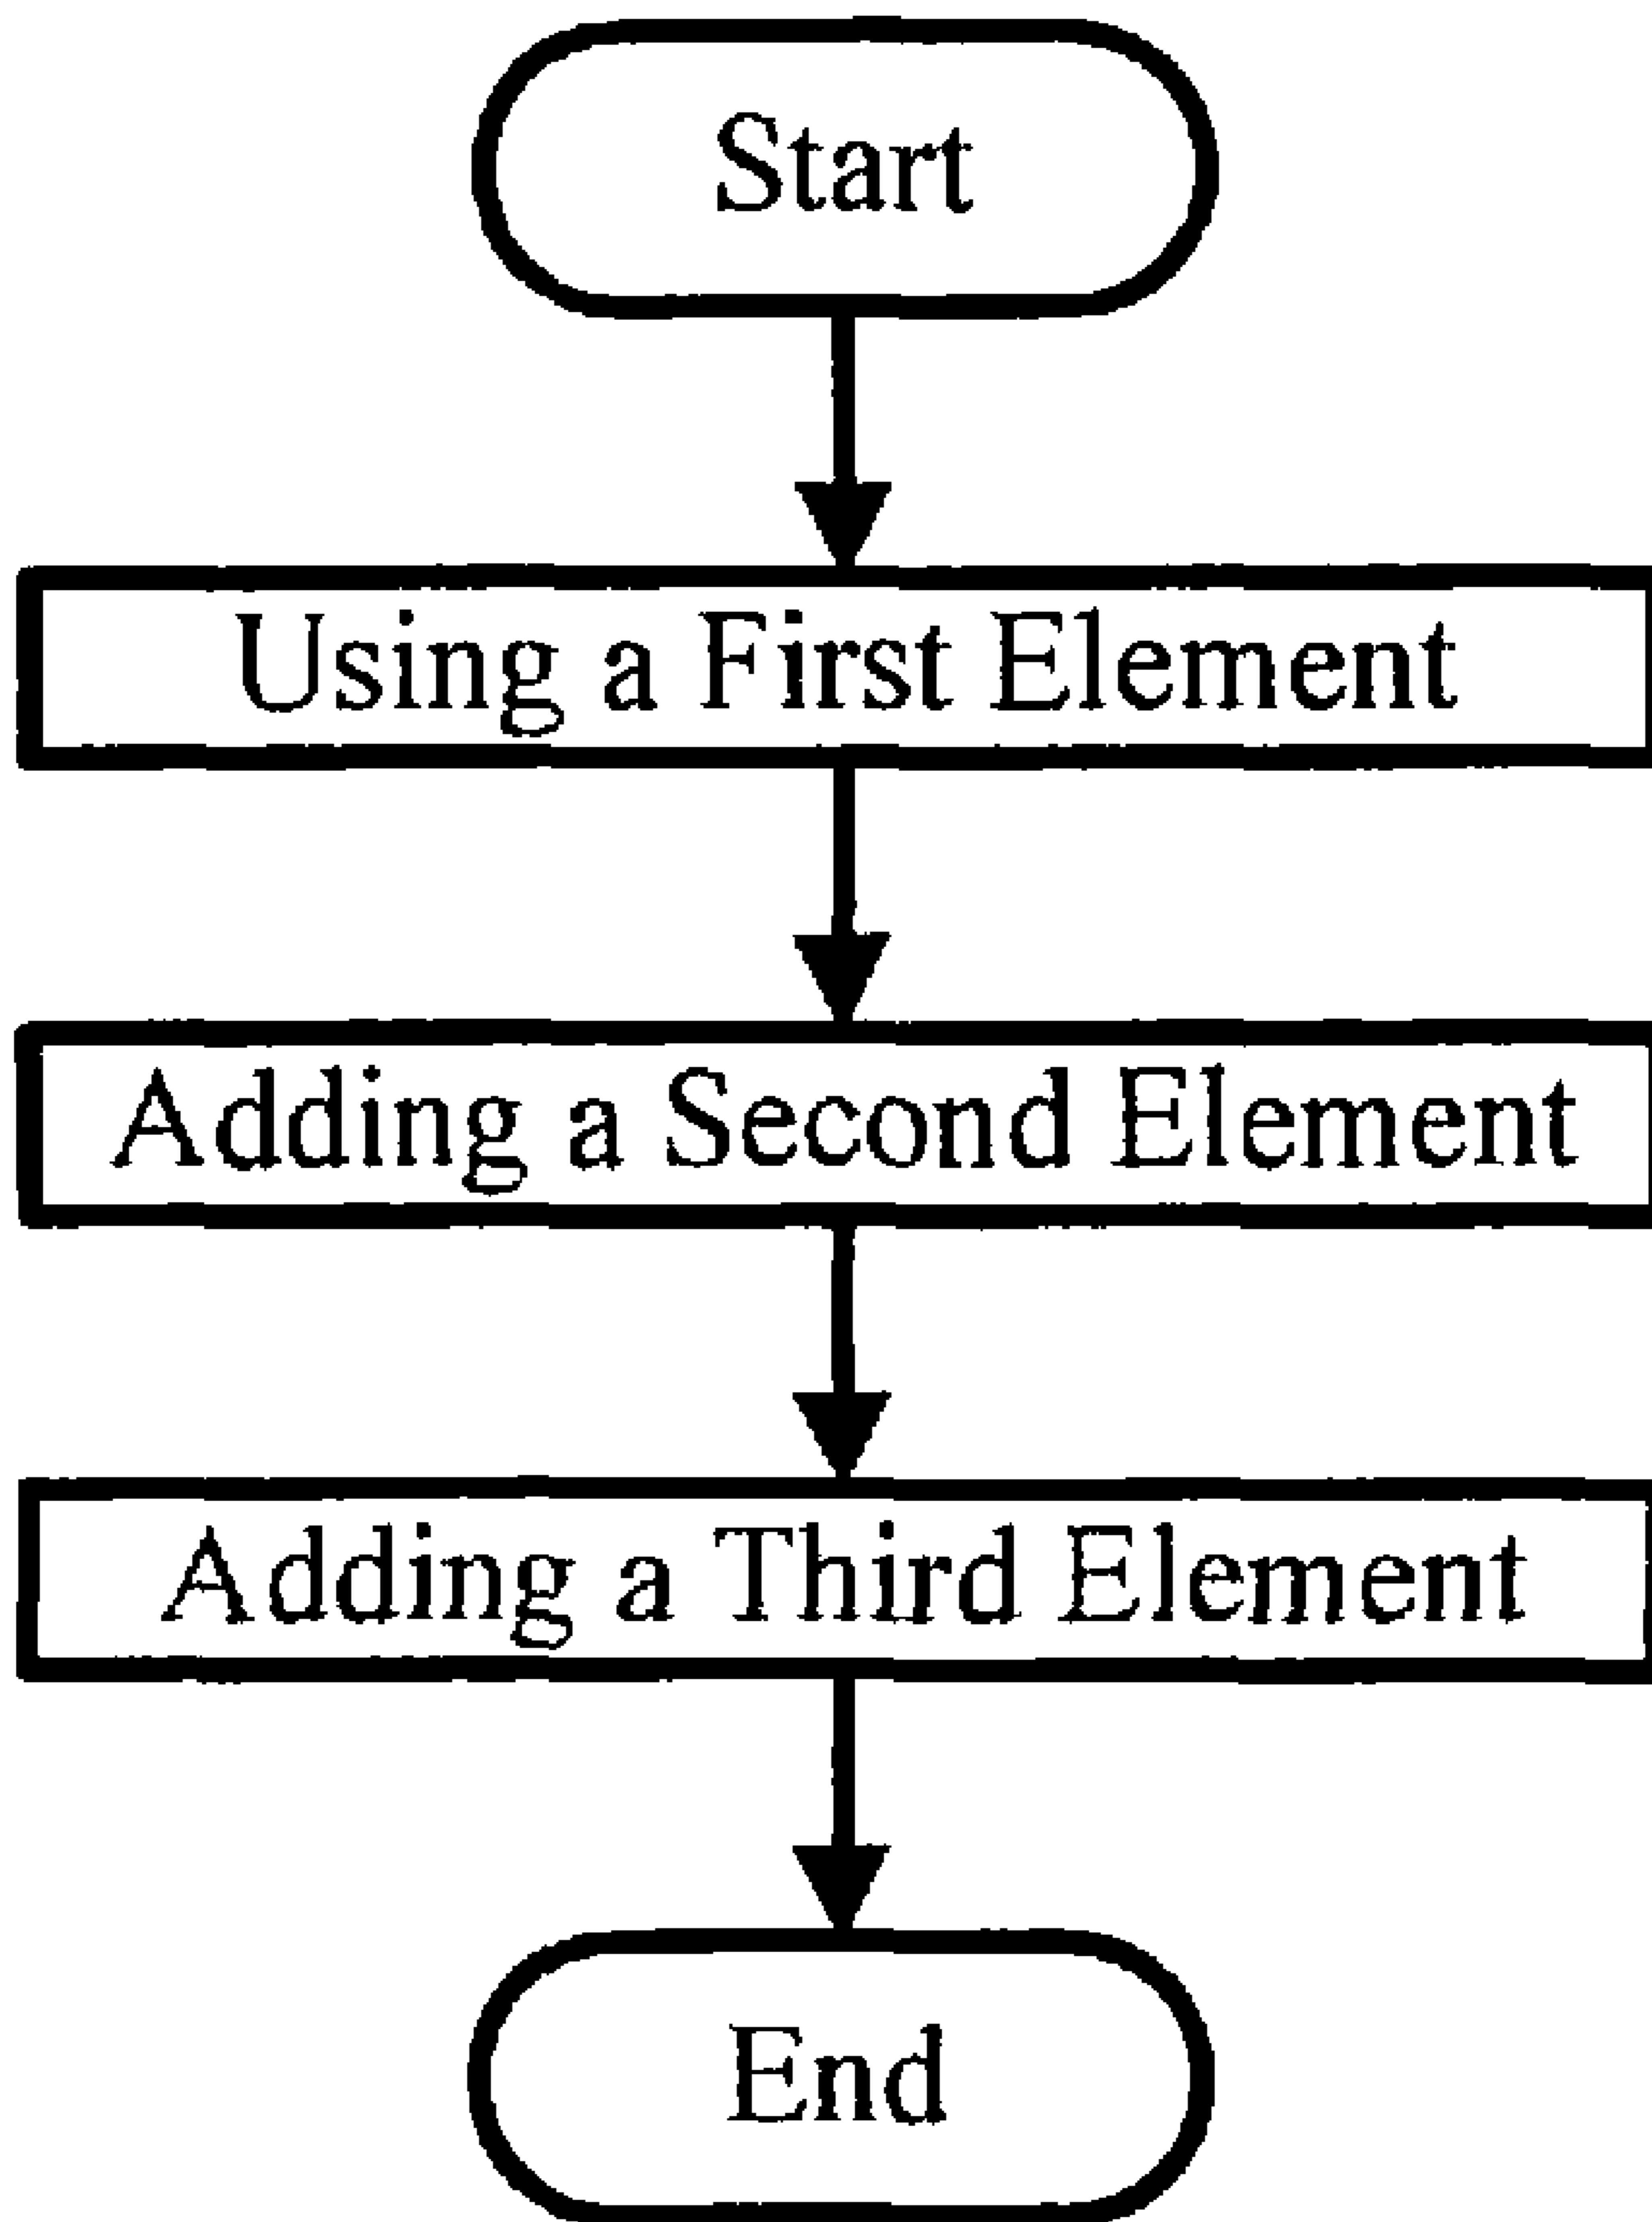 Start
Using a First Element
Adding a Second Element
Adding a Third Element
End